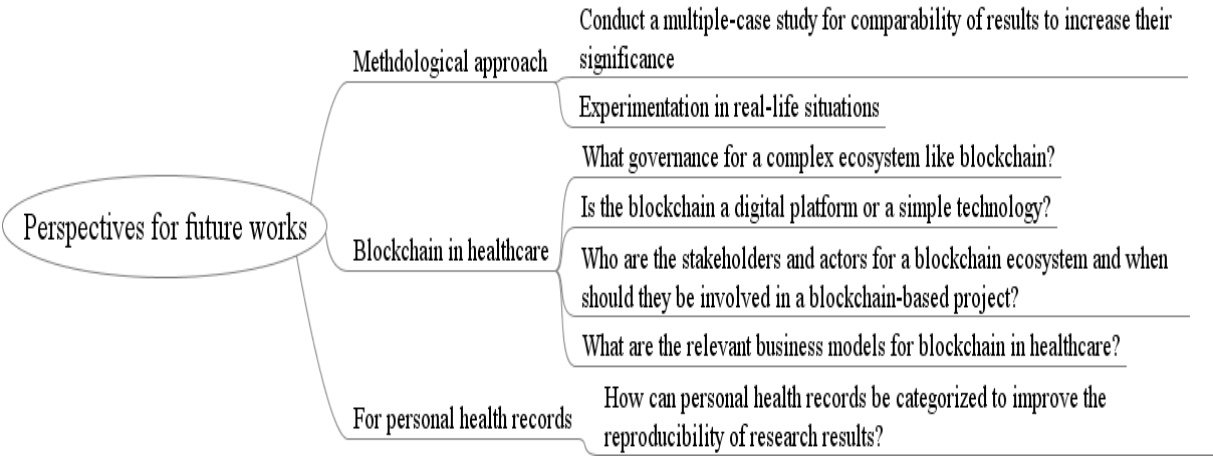 Perspectives for future works
Methdological approach
Conduct a multiple-case study for comparability of results to increase their
significance
Experimentation in real-life situations
Blockchain in healthcare
What governance for a complex ecosystem like blockchain?
Is the blockchain a digital platform or a simple technology?
Who are the stakeholders and actors for a blockchain ecosystem and when
should they be involved in a blockchain-based project?
What are the relevant business models for blockchain in healthcare?
For personal health records
How can personal health records be categorized to improve the
reproducibility of research results?